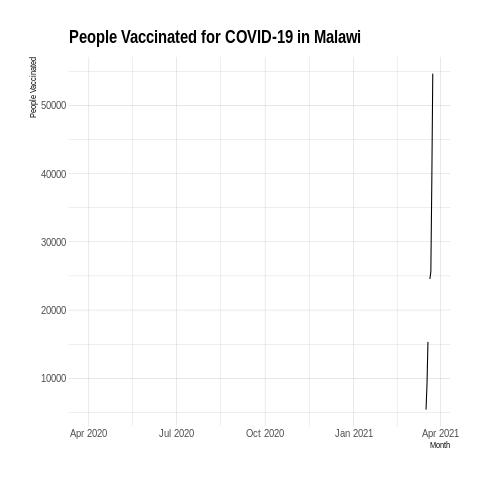 People Vaccinated for COVID-19 in Malawi
People Vaccinated
50000
40000
30000
20000
10000
Apr 2020 Jul 2020 Oct 2020 Jan 2021 Apr 2021
Month